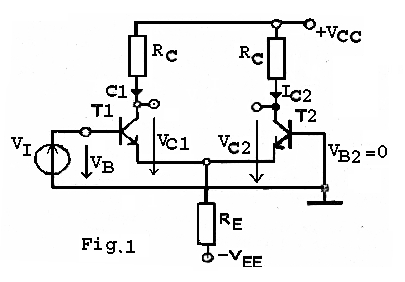 +VCC
RC
RC
C1
IC2
T1
T2
VI
VB
VC1
VC2
VB2=0
RE
Fig.1
-VEE